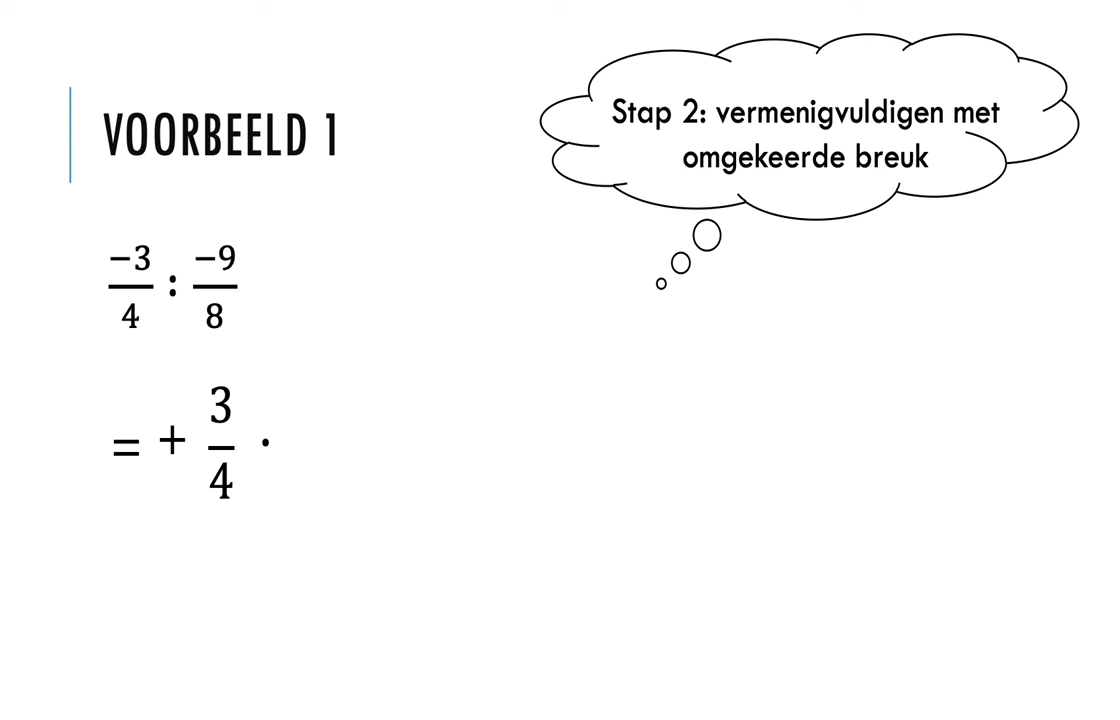 VOORBEELD 1
Stap 2: vermenigvuldigen met
omgekeerde breuk
−3/4 : −9/8
= + 3/4 ·